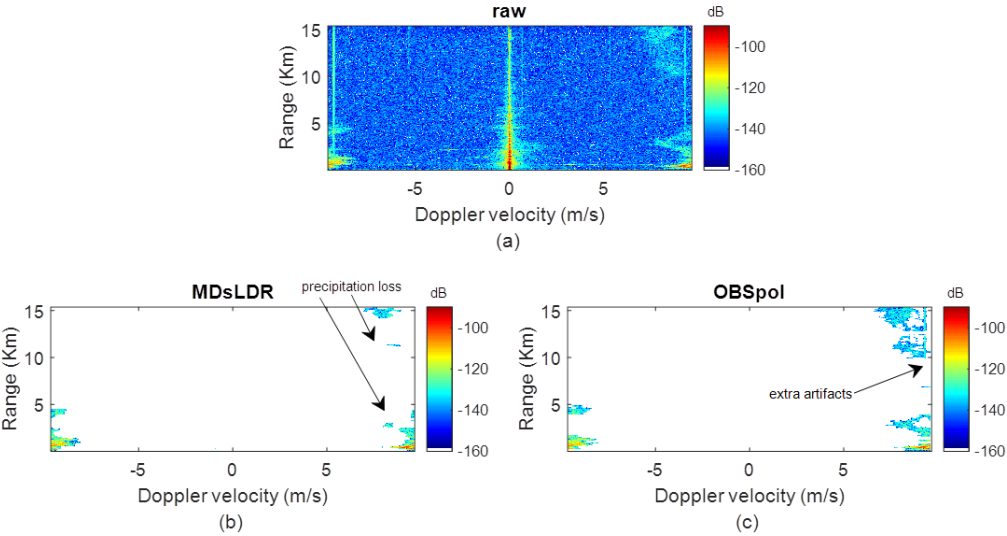 raw
dB
Range (Km)
15
10
5
-100
-120
-140
-160
-5
0
5
Doppler velocity (m/s)
(a)
MDsLDR
precipitation loss
dB
Range (Km)
15
10
5
-100
-120
-140
-160
-5
0
5
Doppler velocity (m/s)
(b)
OBSpol
dB
Range (Km)
15
10
5
extra artifacts
-100
-120
-140
-160
-5
0
5
Doppler velocity (m/s)
(c)